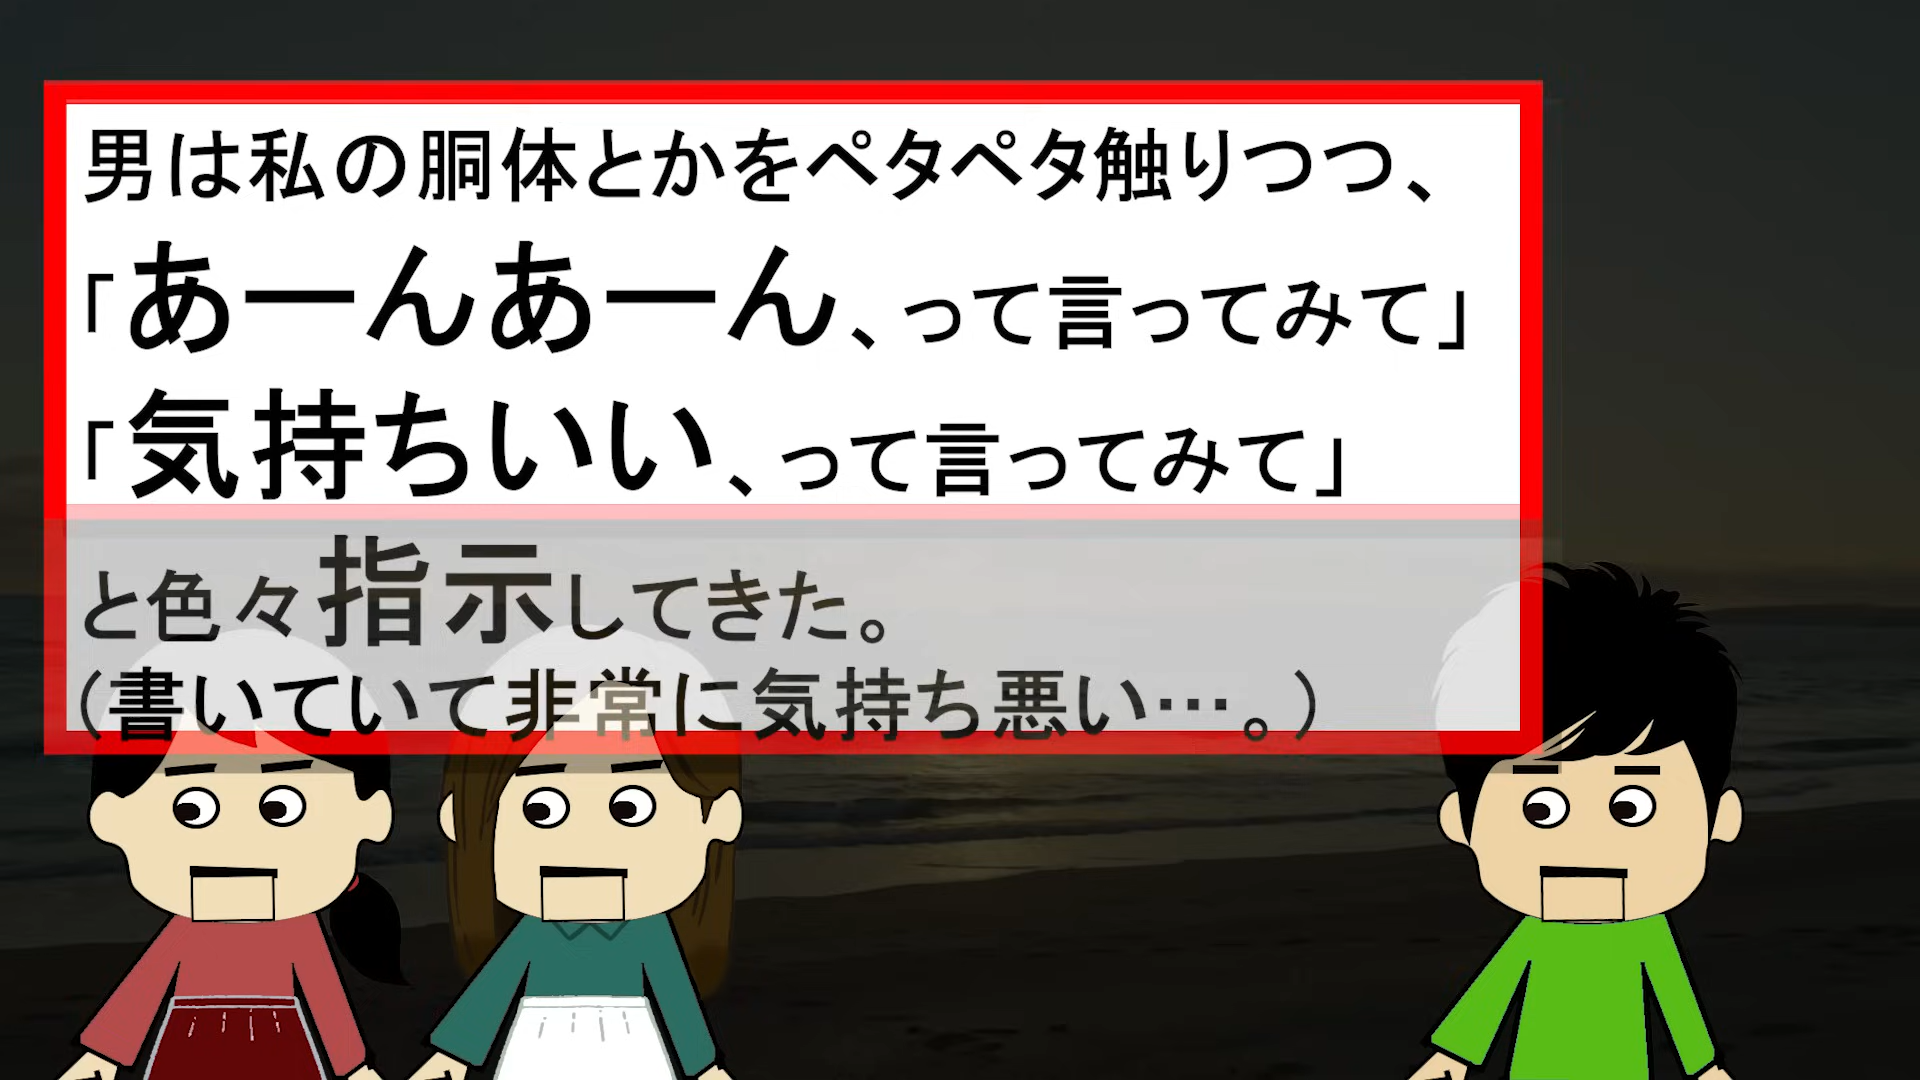 男は私の胴体とかをペタペタ触りつつ、
「あーんあーん、って言ってみて」
「気持ちいい、って言ってみて」
と色々指示してきた。
（書いていて非常に気持ち悪い…。）